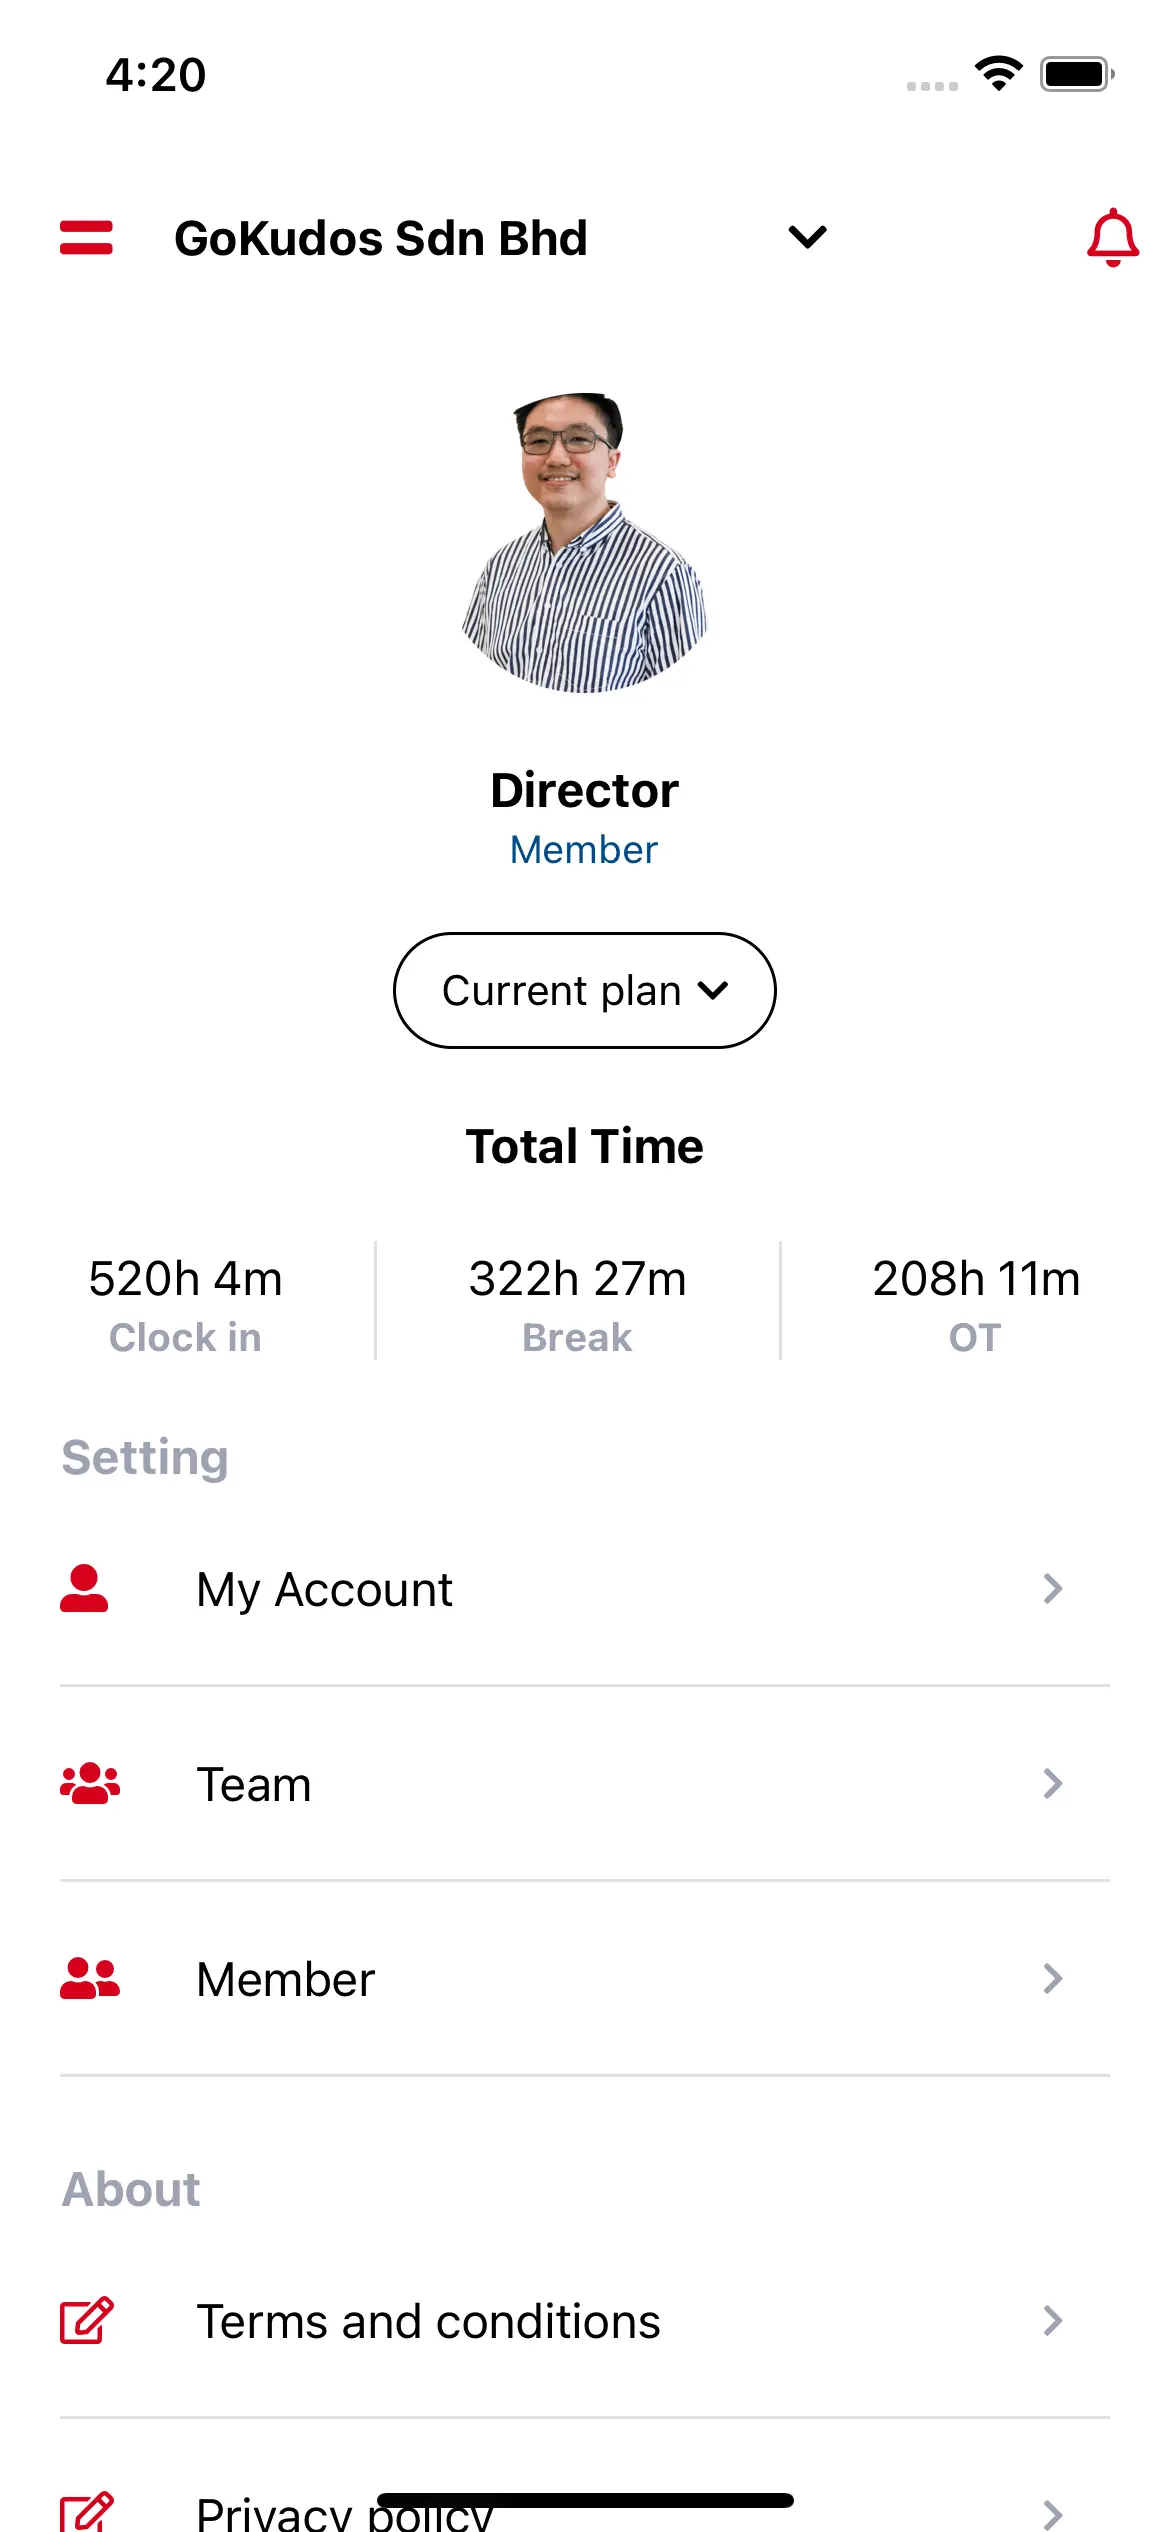 4:20
GoKudos Sdn Bhd
Director
Member
Current plan
Total Time
520h 4m 322h 27m 208h 11m
Clock in Break OT
Setting
My Account
Team
Member
About
Terms and conditions
Privacy policy